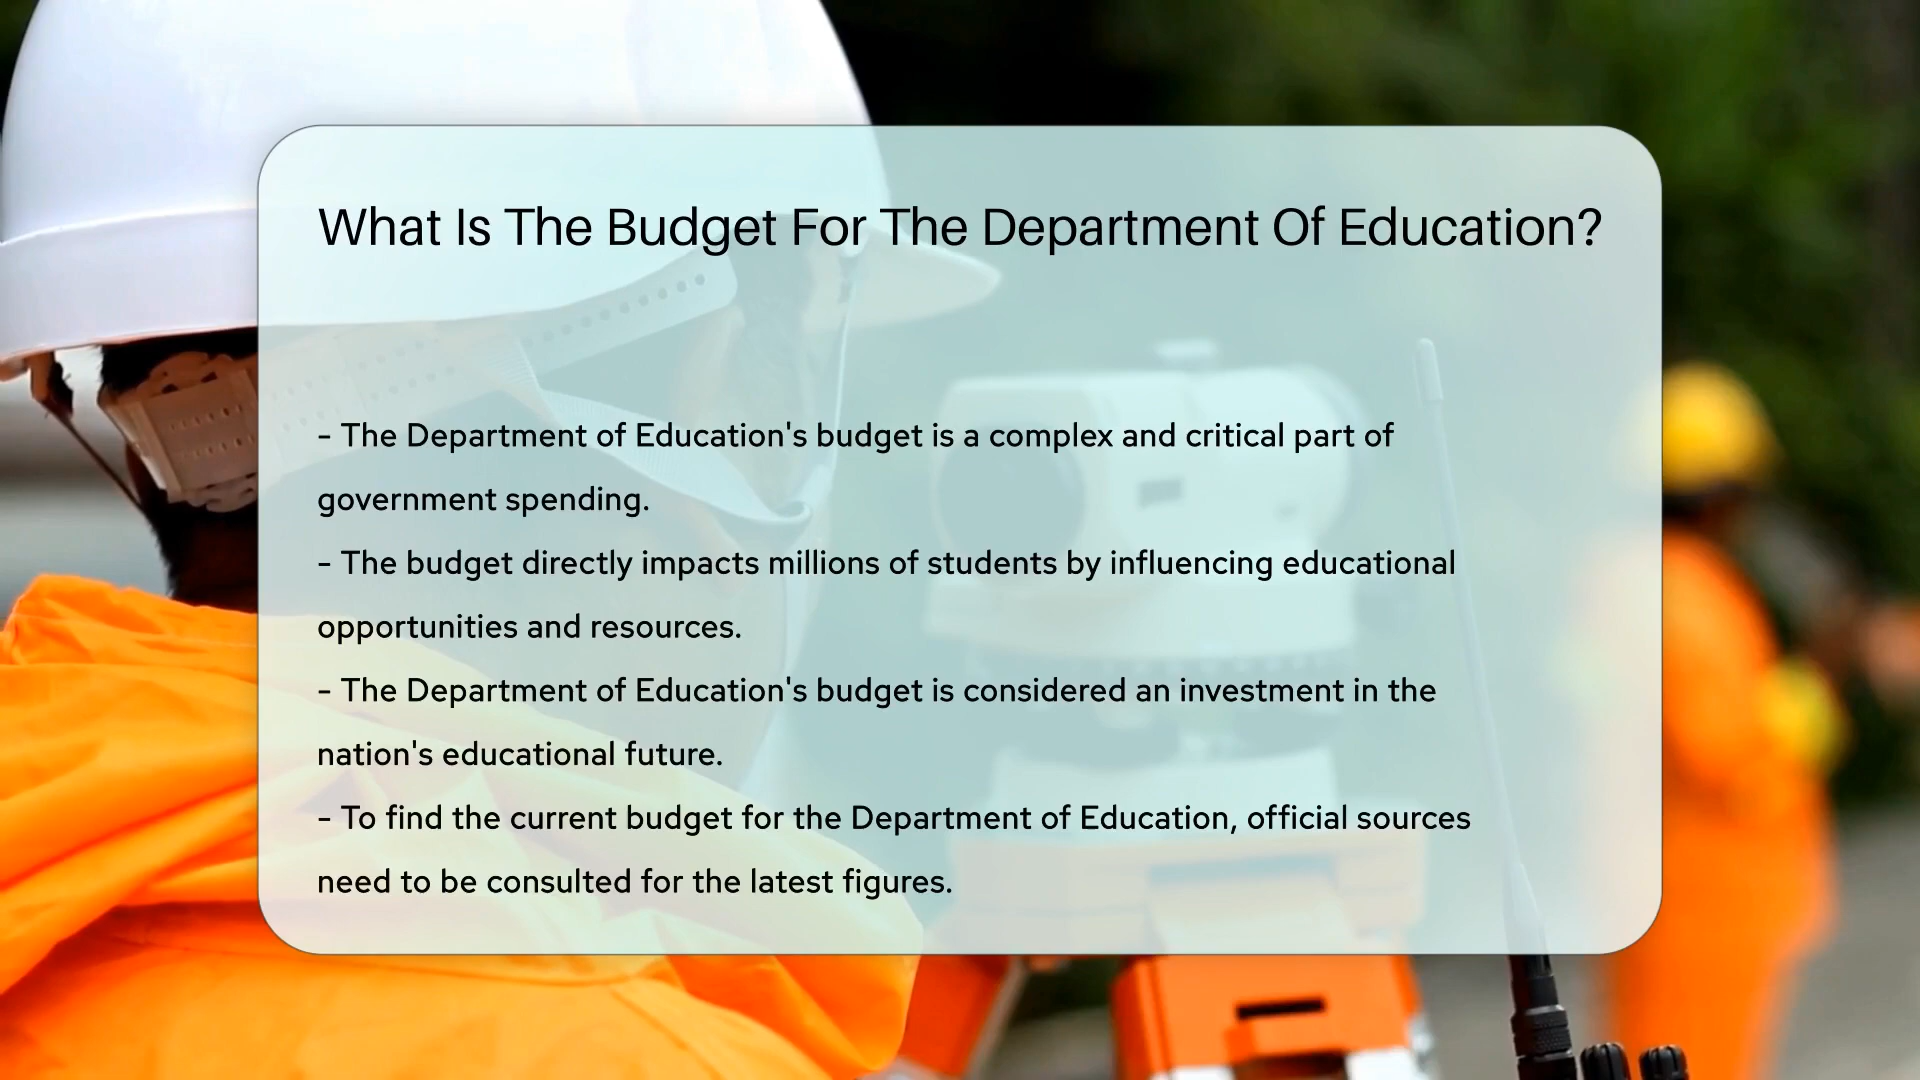 What Is The Budget For The Department Of Education?
- The Department of Education's budget is a complex and critical part of
government spending.
- The budget directly impacts millions of students by influencing educational
opportunities and resources.
- The Department of Education's budget is considered an investment in the
nation's educational future.
- To find the current budget for the Department of Education, official sources
need to be consulted for the latest figures.